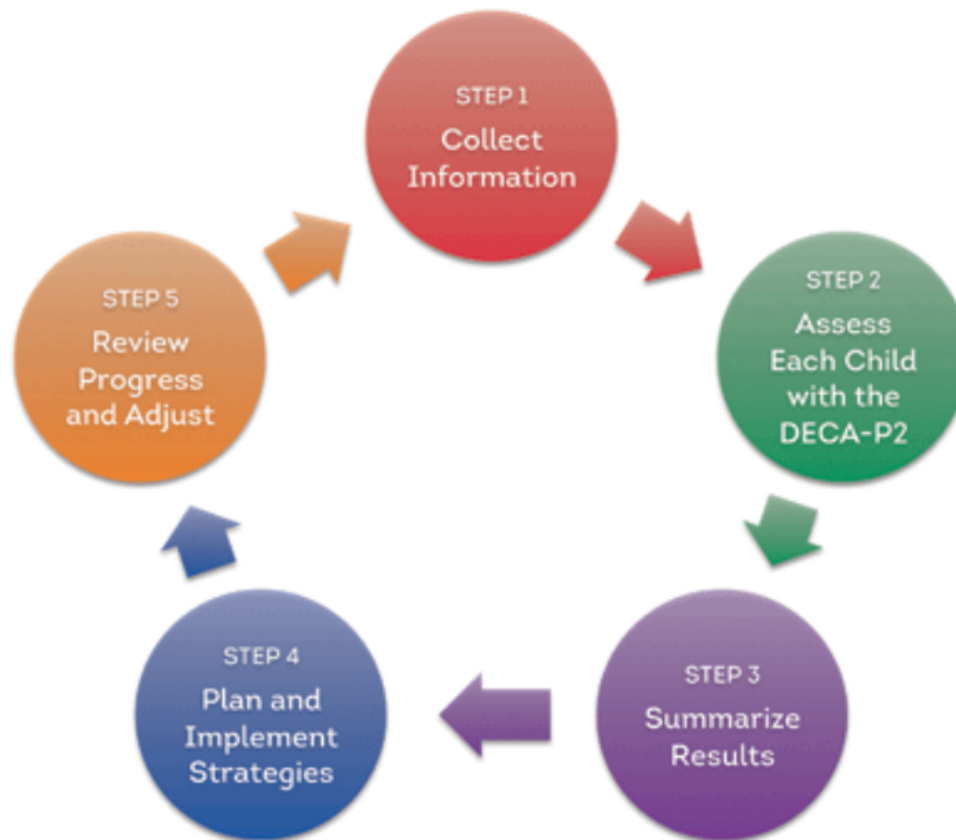 STEP 1
Collect
Information
STEP 2
Assess
Each Child
with the
DECA-P2
STEP 3
Summarize
Results
STEP 4
Plan and
Implement
Strategies
STEP 5
Review
Progress
and Adjust